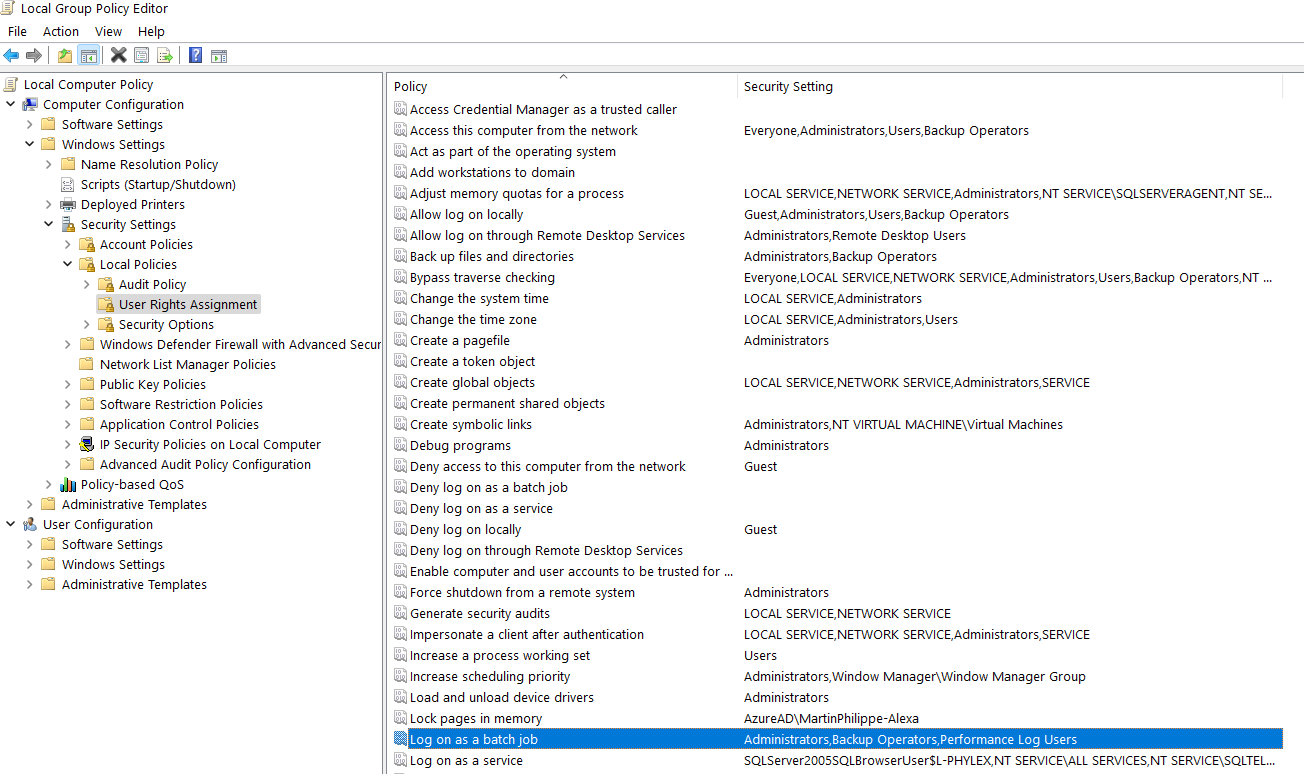 Local Group Policy Editor
File Action View Help
Local Computer Policy
Computer Configuration
Software Settings
Windows Settings
Name Resolution Policy
Scripts (Startup/Shutdown)
Deployed Printers
Security Settings
Account Policies
Local Policies
Audit Policy
User Rights Assignment
Security Options
Windows Defender Firewall with Advanced Secur
Network List Manager Policies
Public Key Policies
Software Restriction Policies
Application Control Policies
IP Security Policies on Local Computer
Advanced Audit Policy Configuration
Policy-based QoS
Administrative Templates
User Configuration
Software Settings
Windows Settings
Administrative Templates
Policy Security Setting
Access Credential Manager as a trusted caller
Access this computer from the network Everyone,Administrators,Users,Backup Operators
Act as part of the operating system
Add workstations to domain
Adjust memory quotas for a process LOCAL SERVICE,NETWORK SERVICE,Administrators,NT SERVICE\SQLSERVERAGENT,NT SE...
Allow log on locally Guest,Administrators,Users,Backup Operators
Allow log on through Remote Desktop Services Administrators,Remote Desktop Users
Back up files and directories Administrators,Backup Operators
Bypass traverse checking Everyone,LOCAL SERVICE,NETWORK SERVICE,Administrators,Users,Backup Operators,NT ...
Change the system time LOCAL SERVICE,Administrators
Change the time zone LOCAL SERVICE,Administrators,Users
Create a pagefile Administrators
Create a token object
Create global objects LOCAL SERVICE,NETWORK SERVICE,Administrators,SERVICE
Create permanent shared objects
Create symbolic links Administrators,NT VIRTUAL MACHINE\Virtual Machines
Debug programs Administrators
Deny access to this computer from the network Guest
Deny log on as a batch job
Deny log on as a service
Deny log on locally Guest
Deny log on through Remote Desktop Services
Enable computer and user accounts to be trusted for ...
Force shutdown from a remote system Administrators
Generate security audits LOCAL SERVICE,NETWORK SERVICE
Impersonate a client after authentication LOCAL SERVICE,NETWORK SERVICE,Administrators,SERVICE
Increase a process working set Users
Increase scheduling priority Administrators,Window Manager\Window Manager Group
Load and unload device drivers Administrators
Lock pages in memory AzureAD\MartinPhilippe-Alexa
Log on as a batch job Administrators,Backup Operators,Performance Log Users
Log on as a service SQLServer2005SQLBrowserUser$L-PHYLEX,NT SERVICE\ALL SERVICES,NT SERVICE\SQLTEL...